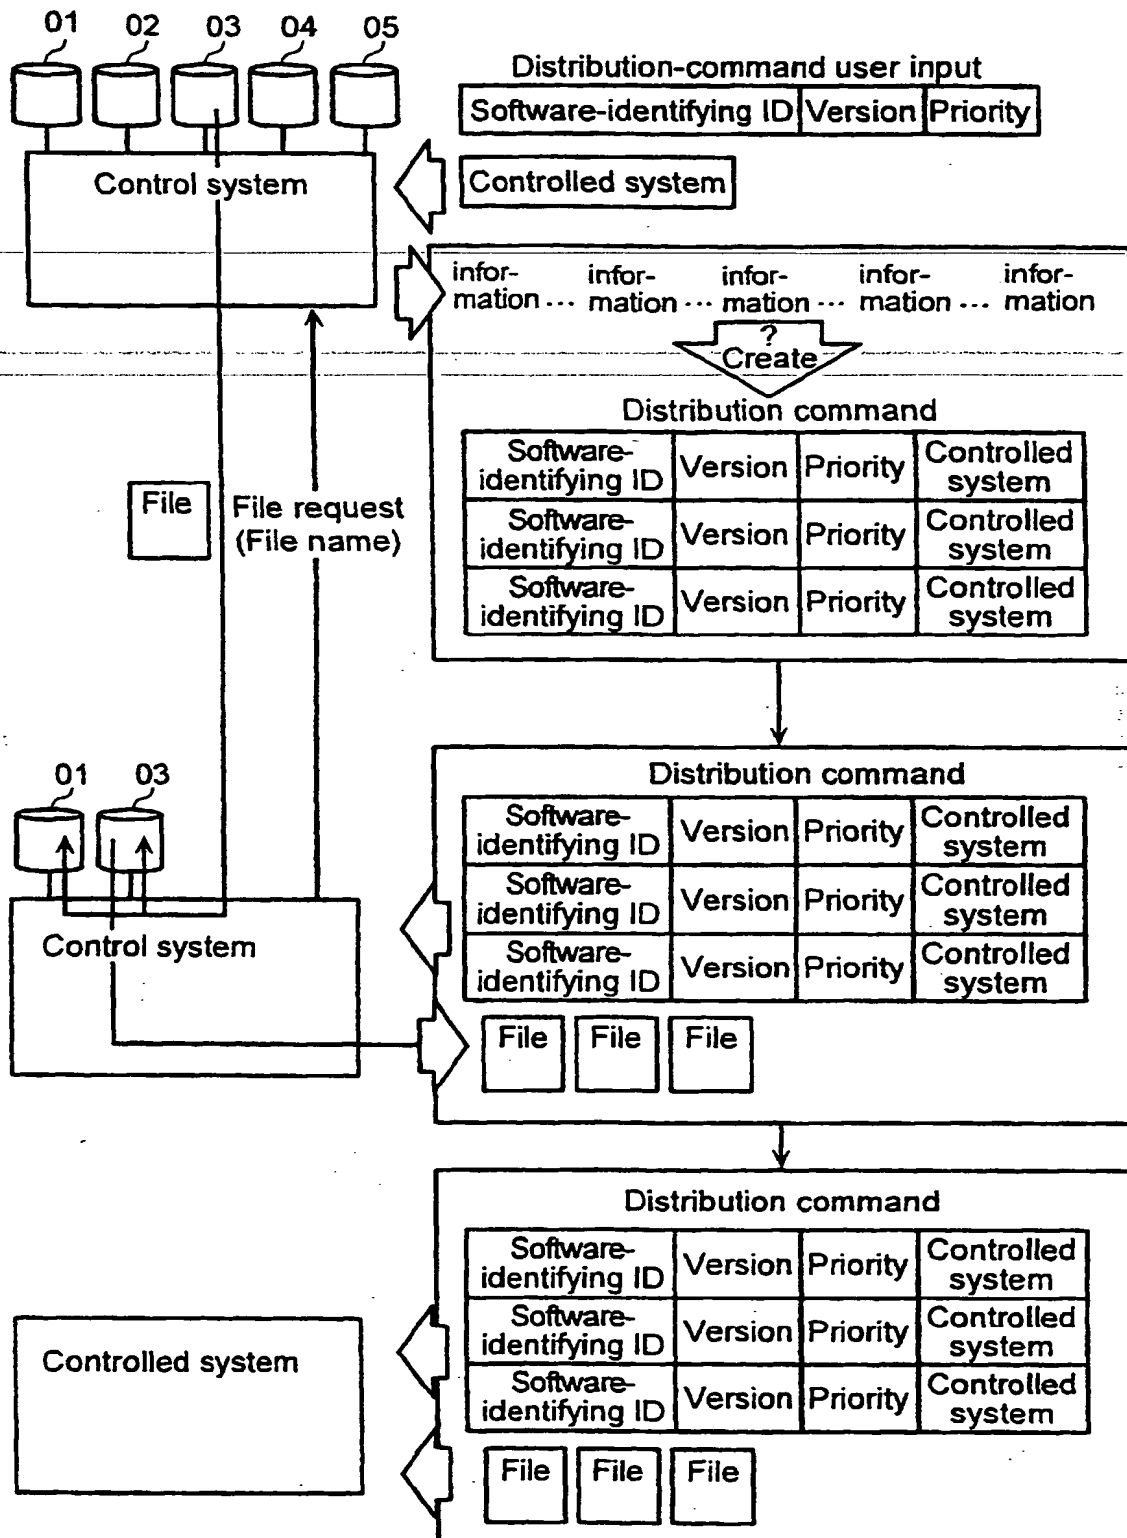 01 02 03 04 05
Distribution-command user input
Software-identifying ID Version Priority
Control system
Controlled system
infor-
mation ...
infor-
mation ...
infor-
mation ...
infor-
mation ...
infor-
mation
?
Create
Distribution command
Software-
identifying ID Version Priority Controlled
system
Software-
identifying ID Version Priority Controlled
system
Software-
identifying ID Version Priority Controlled
system
File
File request
(File name)
01 03
Control system
Distribution command
Software-
identifying ID Version Priority Controlled
system
Software-
identifying ID Version Priority Controlled
system
Software-
identifying ID Version Priority Controlled
system
File File File
Distribution command
Software-
identifying ID Version Priority Controlled
system
Software-
identifying ID Version Priority Controlled
system
Software-
identifying ID Version Priority Controlled
system
Controlled system
File File File